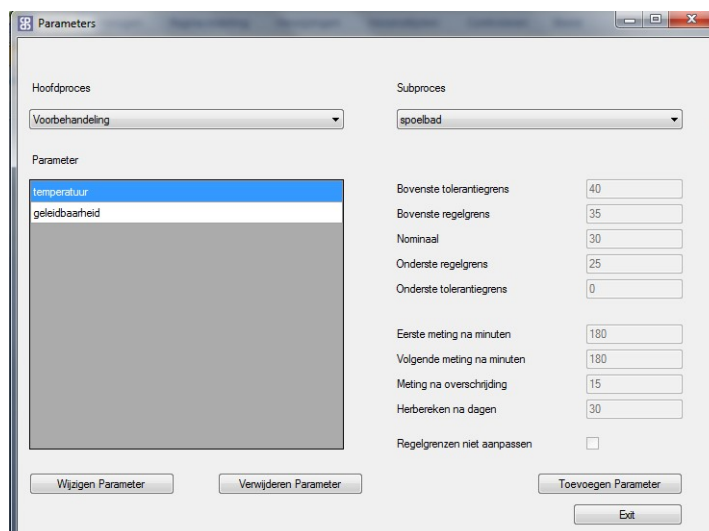 Parameters
Hoofdproces
Subproces
Voorbehandeling
spoelbad
Parameter
temperatuur
geleidbaarheid
Bovenste tolerantiegrens 40
Bovenste regelgrens 35
Nominaal 30
Onderste regelgrens 25
Onderste tolerantiegrens 0
Eerste meting na minuten 180
Volgende meting na minuten 180
Meting na overschrijding 15
Herbereken na dagen 30
Regelgrenzen niet aanpassen
Wijzigen Parameter
Verwijderen Parameter
Toevoegen Parameter
Exit